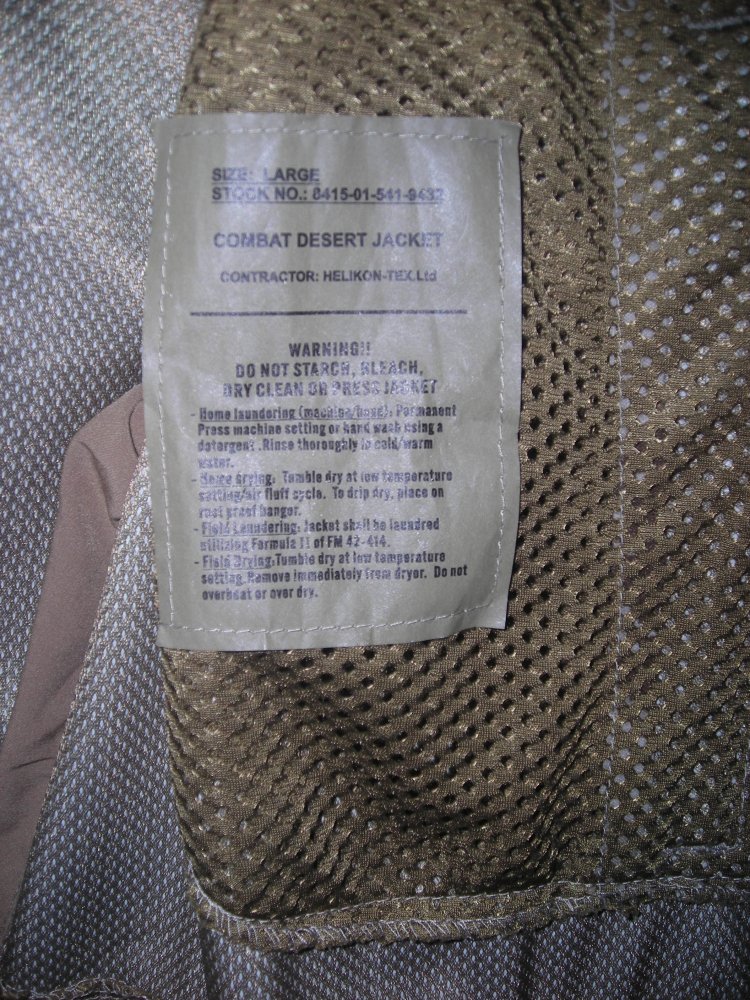 SIZE: LARGE
STOCK NO.: 8415-01-541-9432
COMBAT DESERT JACKET
CONTRACTOR: HELIKON-TEX.Ltd
WARNING!!
DO NOT STARCH, BLEACH,
DRY CLEAN OR PRESS JACKET
- Home laundering (machine/hand): Permanent
Press machine setting or hand wash using a
detergent .Rinse thoroughly in cold/warm
water.
- Home drying: Tumble dry at low temperature
setting/air fluff cycle. To drip dry, place on
rust proof hanger.
- Field Laundering: Jacket shall be laundred
utilizing Formula 11 of FM 42-414.
- Field Drying:Tumble dry at low temperature
setting.Remove immediately from dryer. Do not
overheat or over dry.